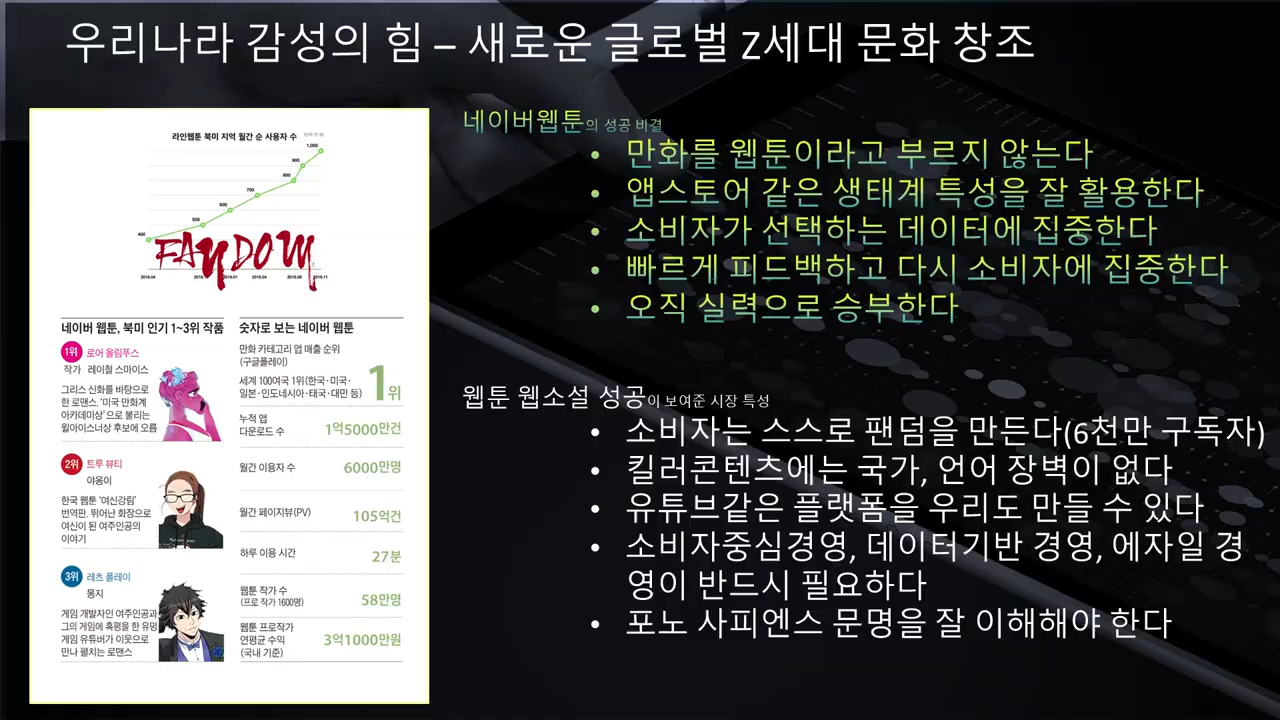 우리나라 감성의 힘 – 새로운 글로벌 Z세대 문화 창조
라인웹툰 북미 지역 월간 순 사용자 수
1,000
900
800
700
600
500
400
FANDOM
2018.04
2019.01
2019.04
2019.08
2019.11
네이버 웹툰, 북미 인기 1~3위 작품
1위 로어 올림푸스
작가 레이철 스마이스
그리스 신화를 바탕으로
한 로맨스. ‘미국 만화계
아카데미상’으로 불리는
윌아이스너상 후보에 오름
2위 트루 뷰티
야옹이
한국 웹툰 ‘여신강림’
번역판. 뛰어난 화장으로
여신이 된 여주인공의
이야기
3위 레츠 플레이
몽지
게임 개발자인 여주인공과
그의 게임에 혹평을 한 유명
게임 유튜버가 이웃으로
만나 펼치는 로맨스
숫자로 보는 네이버 웹툰
만화 카테고리 앱 매출 순위
(구글플레이)
세계 100여국 1위(한국·미국·
일본·인도네시아·태국·대만 등)
1위
누적 앱
다운로드 수
1억5000만건
월간 이용자 수
6000만명
월간 페이지뷰(PV)
105억건
하루 이용 시간
27분
웹툰 작가 수
(프로 작가 1600명)
58만명
웹툰 프로작가
연평균 수익
(국내 기준)
3억1000만원
네이버웹툰의 성공 비결
• 만화를 웹툰이라고 부르지 않는다
• 앱스토어 같은 생태계 특성을 잘 활용한다
• 소비자가 선택하는 데이터에 집중한다
• 빠르게 피드백하고 다시 소비자에 집중한다
• 오직 실력으로 승부한다
웹툰 웹소설 성공이 보여준 시장 특성
• 소비자는 스스로 팬덤을 만든다(6천만 구독자)
• 킬러콘텐츠에는 국가, 언어 장벽이 없다
• 유튜브같은 플랫폼을 우리도 만들 수 있다
• 소비자중심경영, 데이터기반 경영, 에자일 경
영이 반드시 필요하다
• 포노 사피엔스 문명을 잘 이해해야 한다